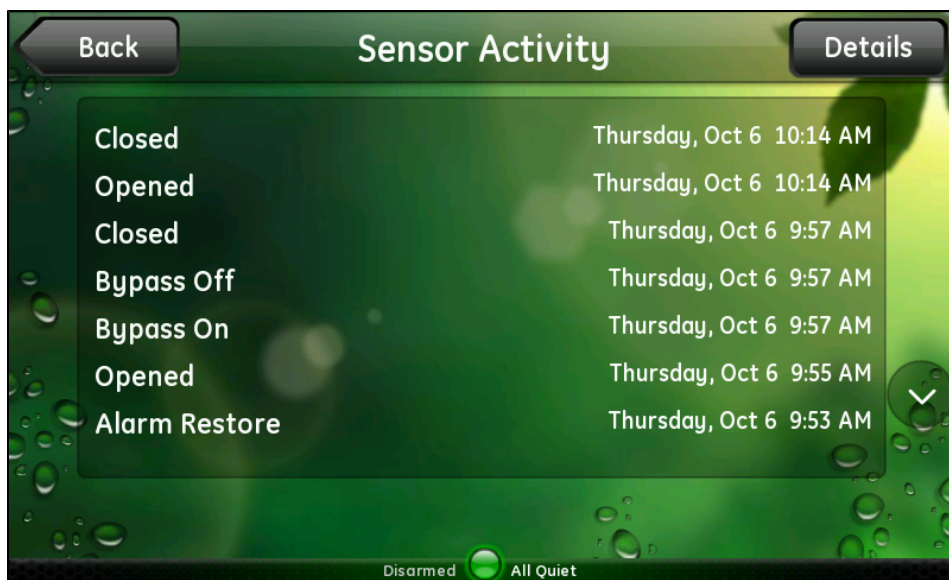 Back Sensor Activity Details
Closed Thursday, Oct 6 10:14 AM
Opened Thursday, Oct 6 10:14 AM
Closed Thursday, Oct 6 9:57 AM
Bypass Off Thursday, Oct 6 9:57 AM
Bypass On Thursday, Oct 6 9:57 AM
Opened Thursday, Oct 6 9:55 AM
Alarm Restore Thursday, Oct 6 9:53 AM
Disarmed All Quiet